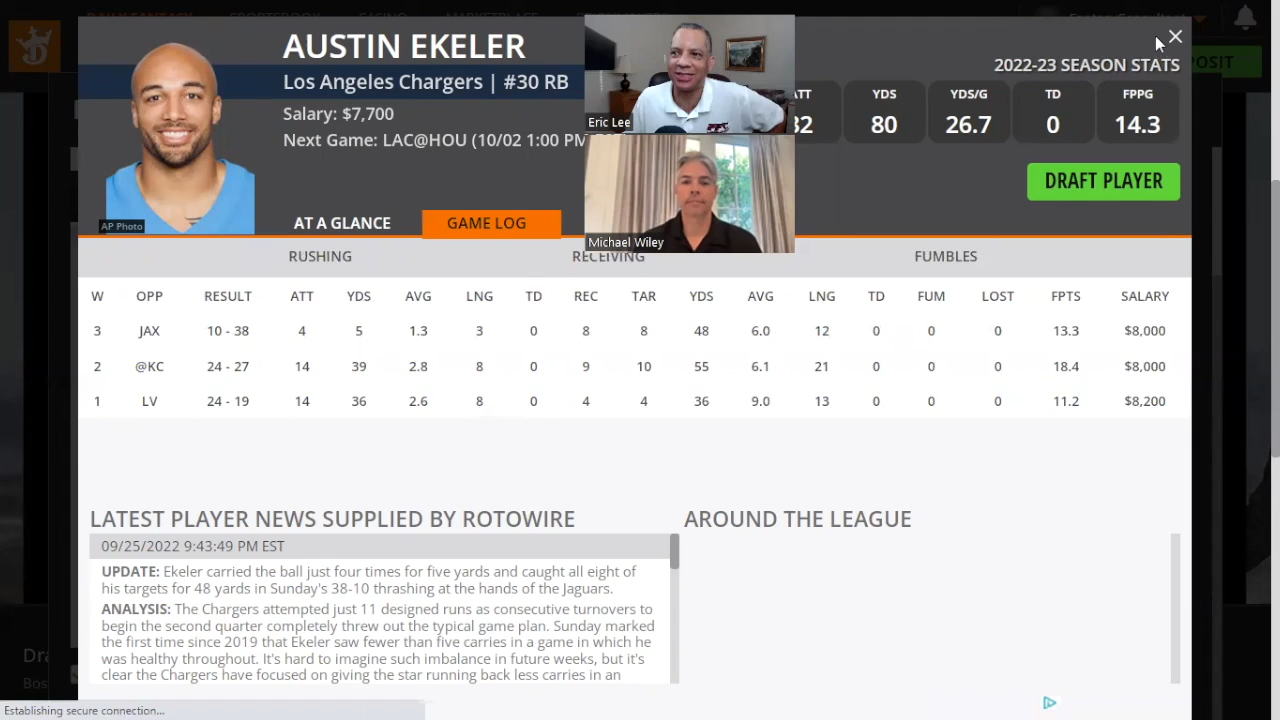 AUSTIN EKELER
Los Angeles Chargers | #30 RB
Salary: $7,700
Next Game: LAC@HOU (10/02 1:00 PM
AP Photo
AT A GLANCE
GAME LOG
Eric Lee
Michael Wiley
2022-23 SEASON STATS
YDS YDS/G TD FPPG
80 26.7 0 14.3
DRAFT PLAYER
RUSHING RECEIVING FUMBLES
W OPP RESULT ATT YDS AVG LNG TD REC TAR YDS AVG LNG TD FUM LOST FPTS SALARY
3 JAX 10 - 38 4 5 1.3 3 0 8 8 48 6.0 12 0 0 0 13.3 $8,000
2 @KC 24 - 27 14 39 2.8 8 0 9 10 55 6.1 21 0 0 0 18.4 $8,000
1 LV 24 - 19 14 36 2.6 8 0 4 4 36 9.0 13 0 0 0 11.2 $8,200
LATEST PLAYER NEWS SUPPLIED BY ROTOWIRE
09/25/2022 9:43:49 PM EST
UPDATE: Ekeler carried the ball just four times for five yards and caught all eight of
his targets for 48 yards in Sunday's 38-10 thrashing at the hands of the Jaguars.
ANALYSIS: The Chargers attempted just 11 designed runs as consecutive turnovers to
begin the second quarter completely threw out the typical game plan. Sunday marked
the first time since 2019 that Ekeler saw fewer than five carries in a game in which he
was healthy throughout. It's hard to imagine such imbalance in future weeks, but it's
clear the Chargers have focused on giving the star running back less carries in an
AROUND THE LEAGUE
Establishing secure connection...